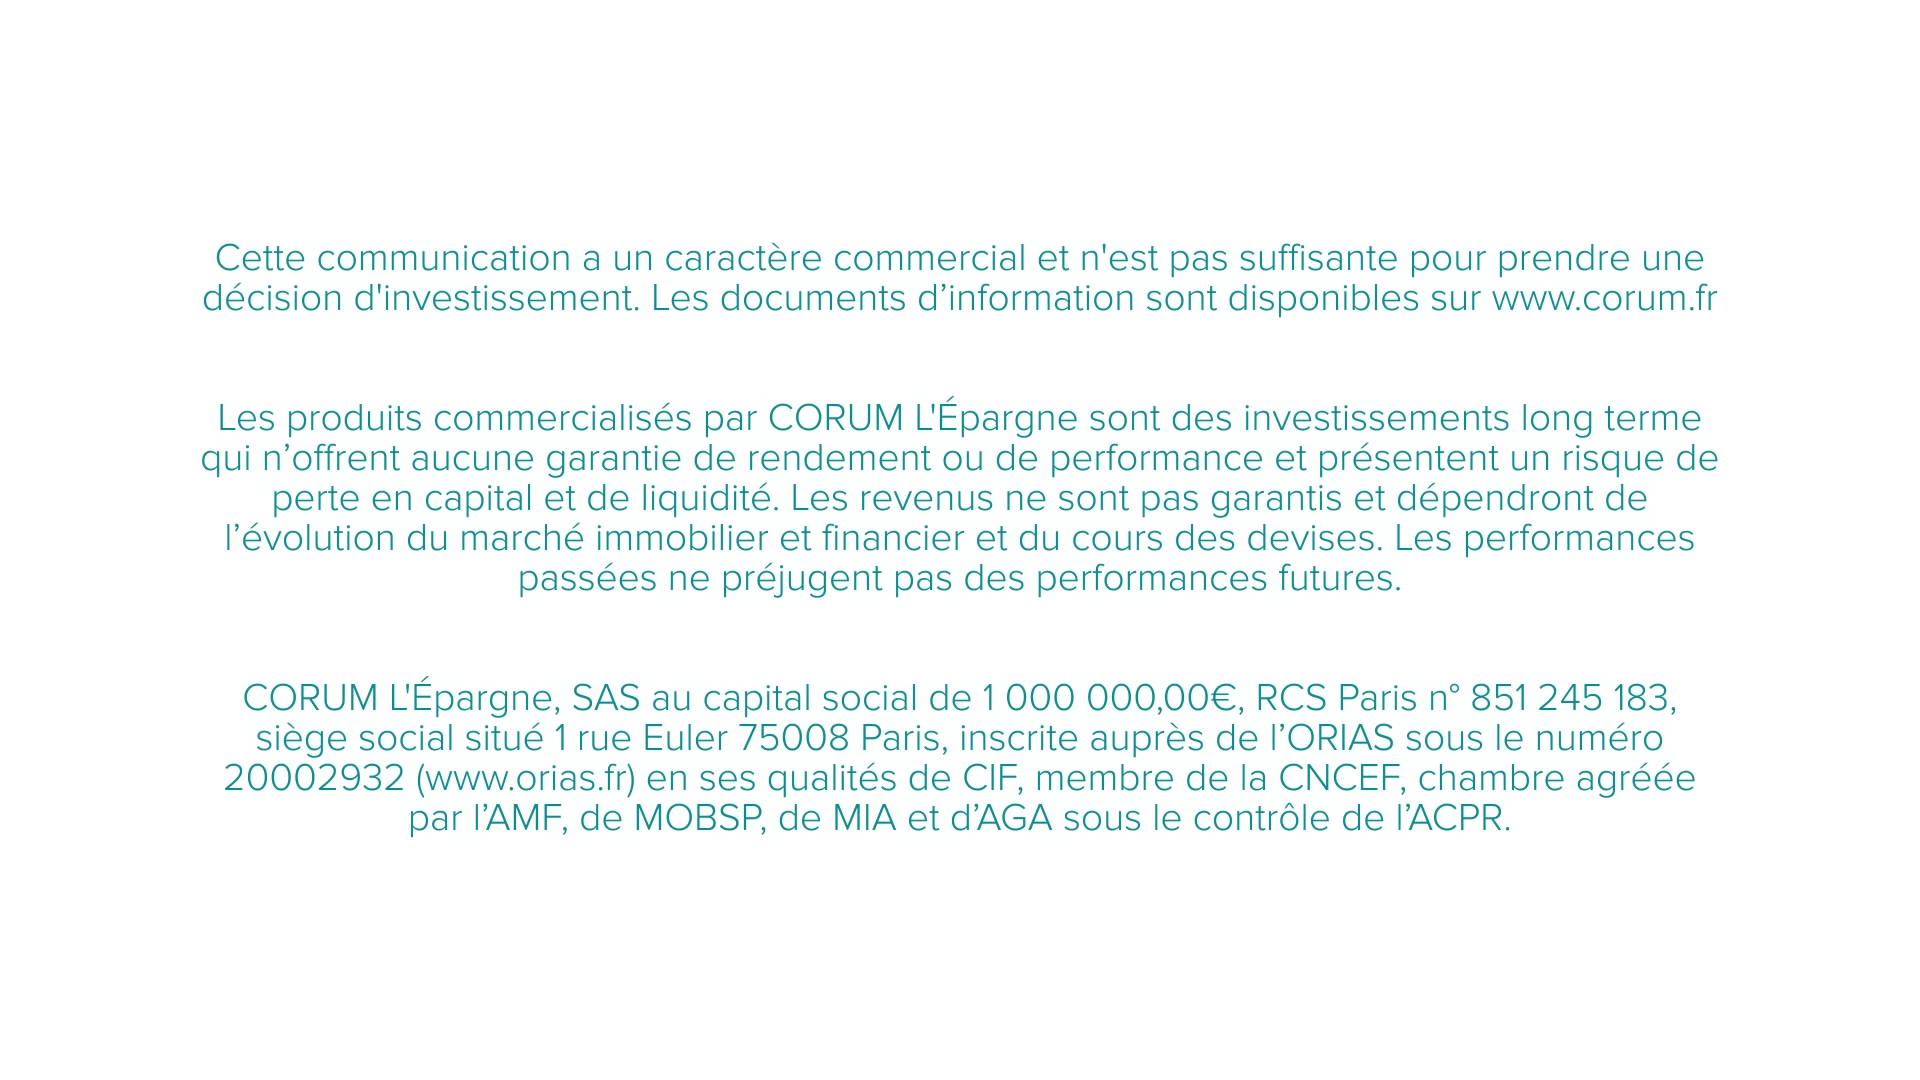 Cette communication a un caractère commercial et n'est pas suffisante pour prendre une
décision d'investissement. Les documents d’information sont disponibles sur www.corum.fr
Les produits commercialisés par CORUM L'Épargne sont des investissements long terme
qui n’offrent aucune garantie de rendement ou de performance et présentent un risque de
perte en capital et de liquidité. Les revenus ne sont pas garantis et dépendront de
l’évolution du marché immobilier et financier et du cours des devises. Les performances
passées ne préjugent pas des performances futures.
CORUM L'Épargne, SAS au capital social de 1 000 000,00€, RCS Paris n° 851 245 183,
siège social situé 1 rue Euler 75008 Paris, inscrite auprès de l’ORIAS sous le numéro
20002932 (www.orias.fr) en ses qualités de CIF, membre de la CNCEF, chambre agréée
par l’AMF, de MOBSP, de MIA et d’AGA sous le contrôle de l’ACPR.